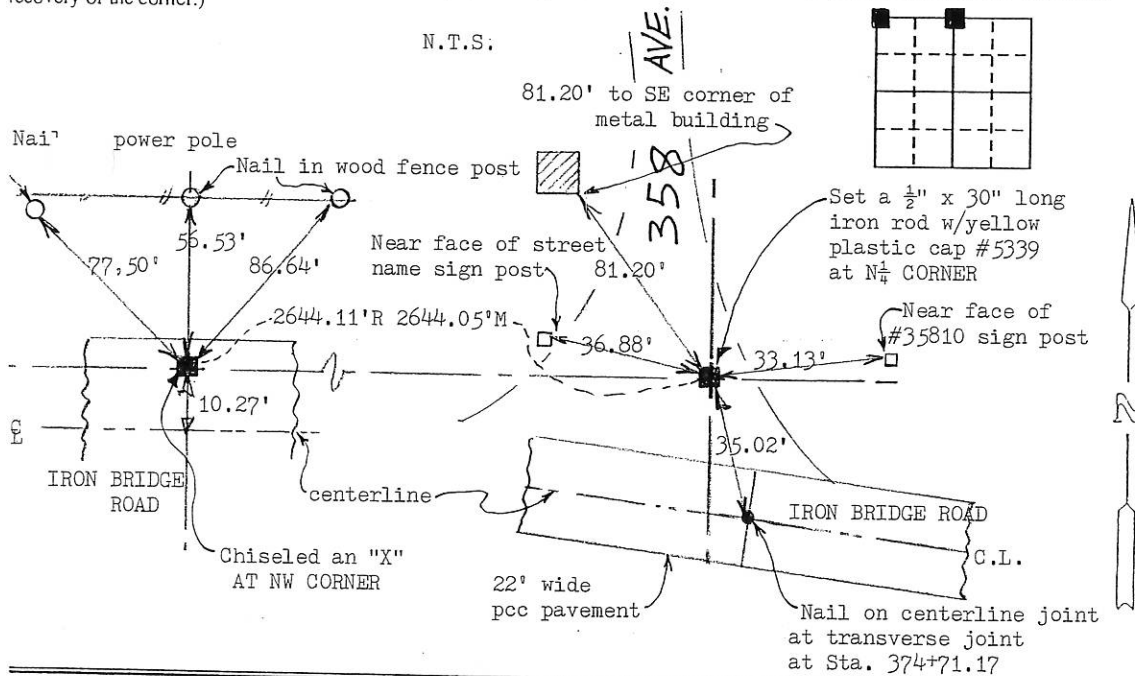 recovery of the corner.)
N.T.S.
358 AVE.
81.20' to SE corner of
metal building
Nail
power pole
Nail in wood fence post
56.53'
77.50'
86.64'
Near face of street
name sign post
81.20'
Set a ½" x 30" long
iron rod w/yellow
plastic cap #5339
at N¼ CORNER
2644.11'R 2644.05'M
36.88'
33.13'
Near face of
#35810 sign post
10.27'
35.02'
IRON BRIDGE
ROAD
centerline
IRON BRIDGE ROAD
C.L.
Chiseled an "X"
AT NW CORNER
22' wide
pcc pavement
Nail on centerline joint
at transverse joint
at Sta. 374+71.17
N